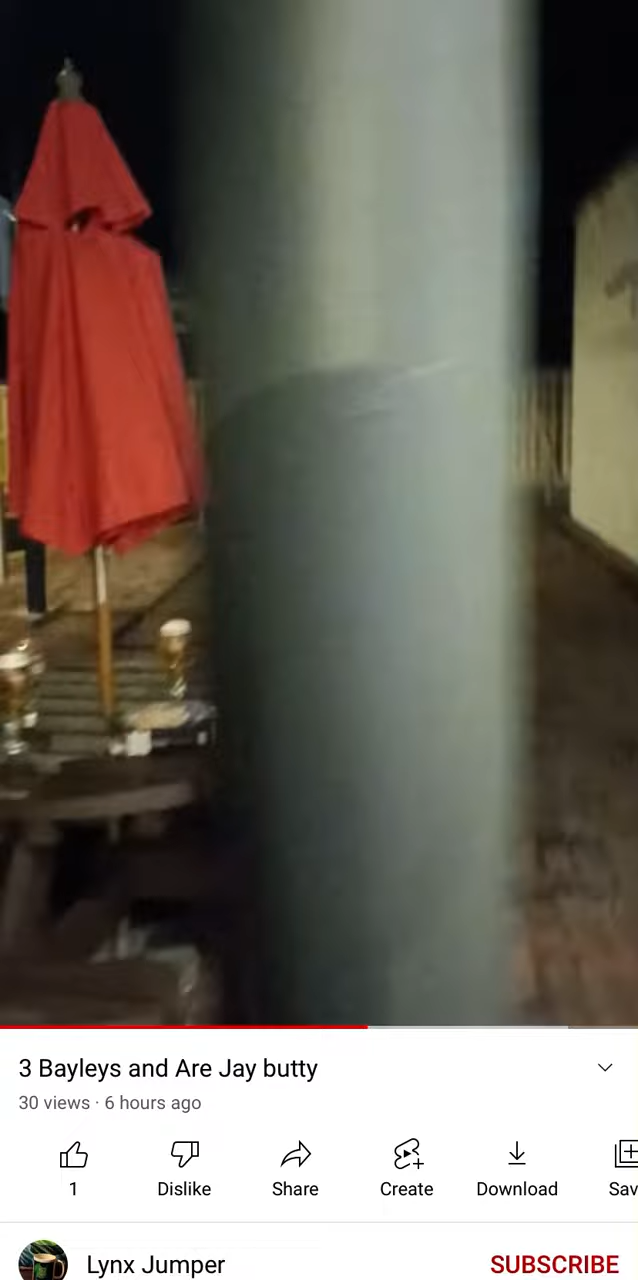 3 Bayleys and Are Jay butty
30 views · 6 hours ago
1
Dislike
Share
Create
Download
Sav
Lynx Jumper
SUBSCRIBE